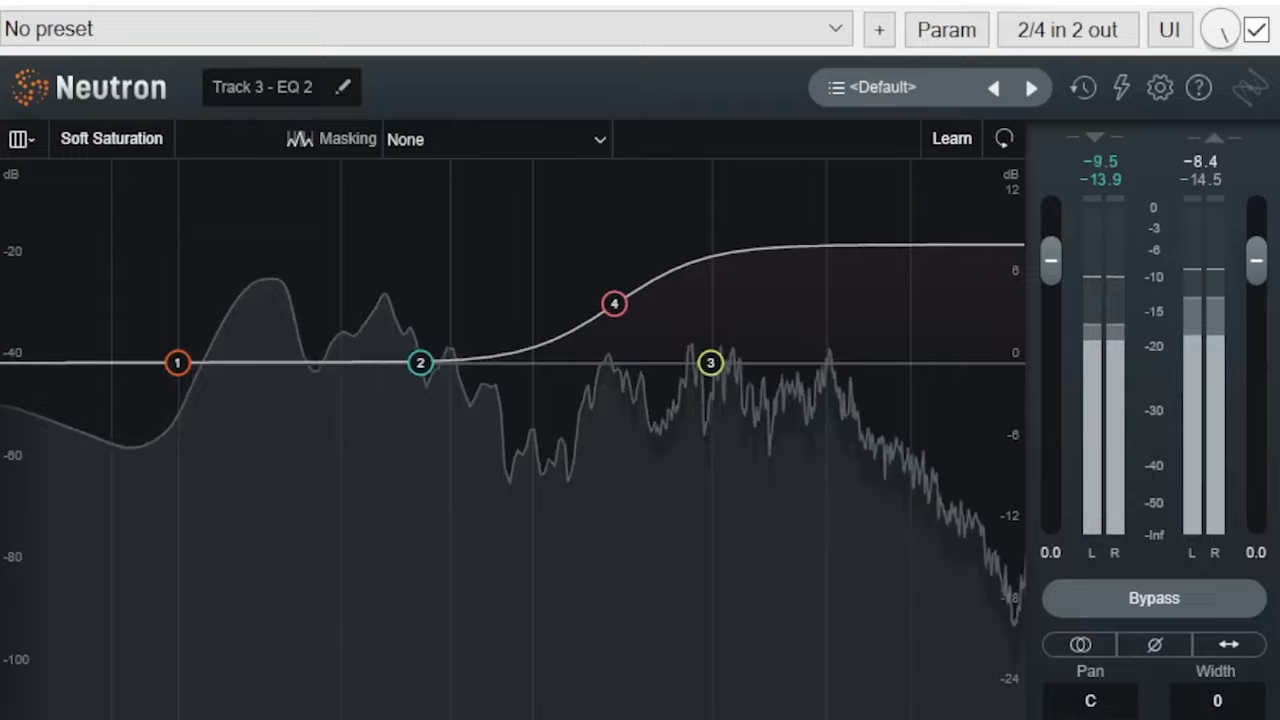 No preset
+
Param
2/4 in 2 out
UI
Neutron
Track 3 - EQ 2
<Default>
?
Soft Saturation
Masking
None
Learn
dB
-20
-40
-60
-80
-100
1
2
3
4
dB
12
6
0
-6
-12
-18
-24
-9.5
-13.9
-8.4
-14.5
0
-3
-6
-10
-15
-20
-30
-40
-50
-Inf
0.0
L R
L R
0.0
Bypass
Pan
Width
C
0